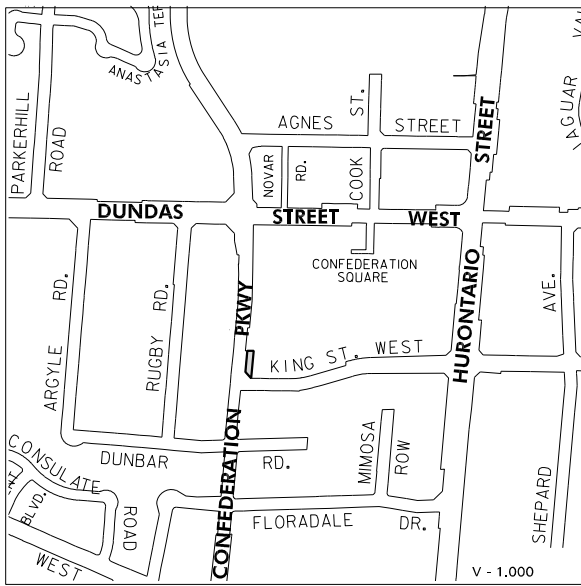 ANASTASIA TER
PARKERHILL
ROAD
JAGUAR
AGNES
ST.
STREET
STREET
NOVAR
RD.
COOK
DUNDAS
STREET
WEST
CONFEDERATION
SQUARE
ARGYLE
RD.
RUGBY
RD.
PKWY
HURONTARIO
AVE.
KING ST. WEST
CONFEDERATION
MIMOSA
ROW
CONSULATE
ROAD
DUNBAR
RD.
SHEPARD
BLVD.
FLORADALE
DR.
WEST
V - 1.000